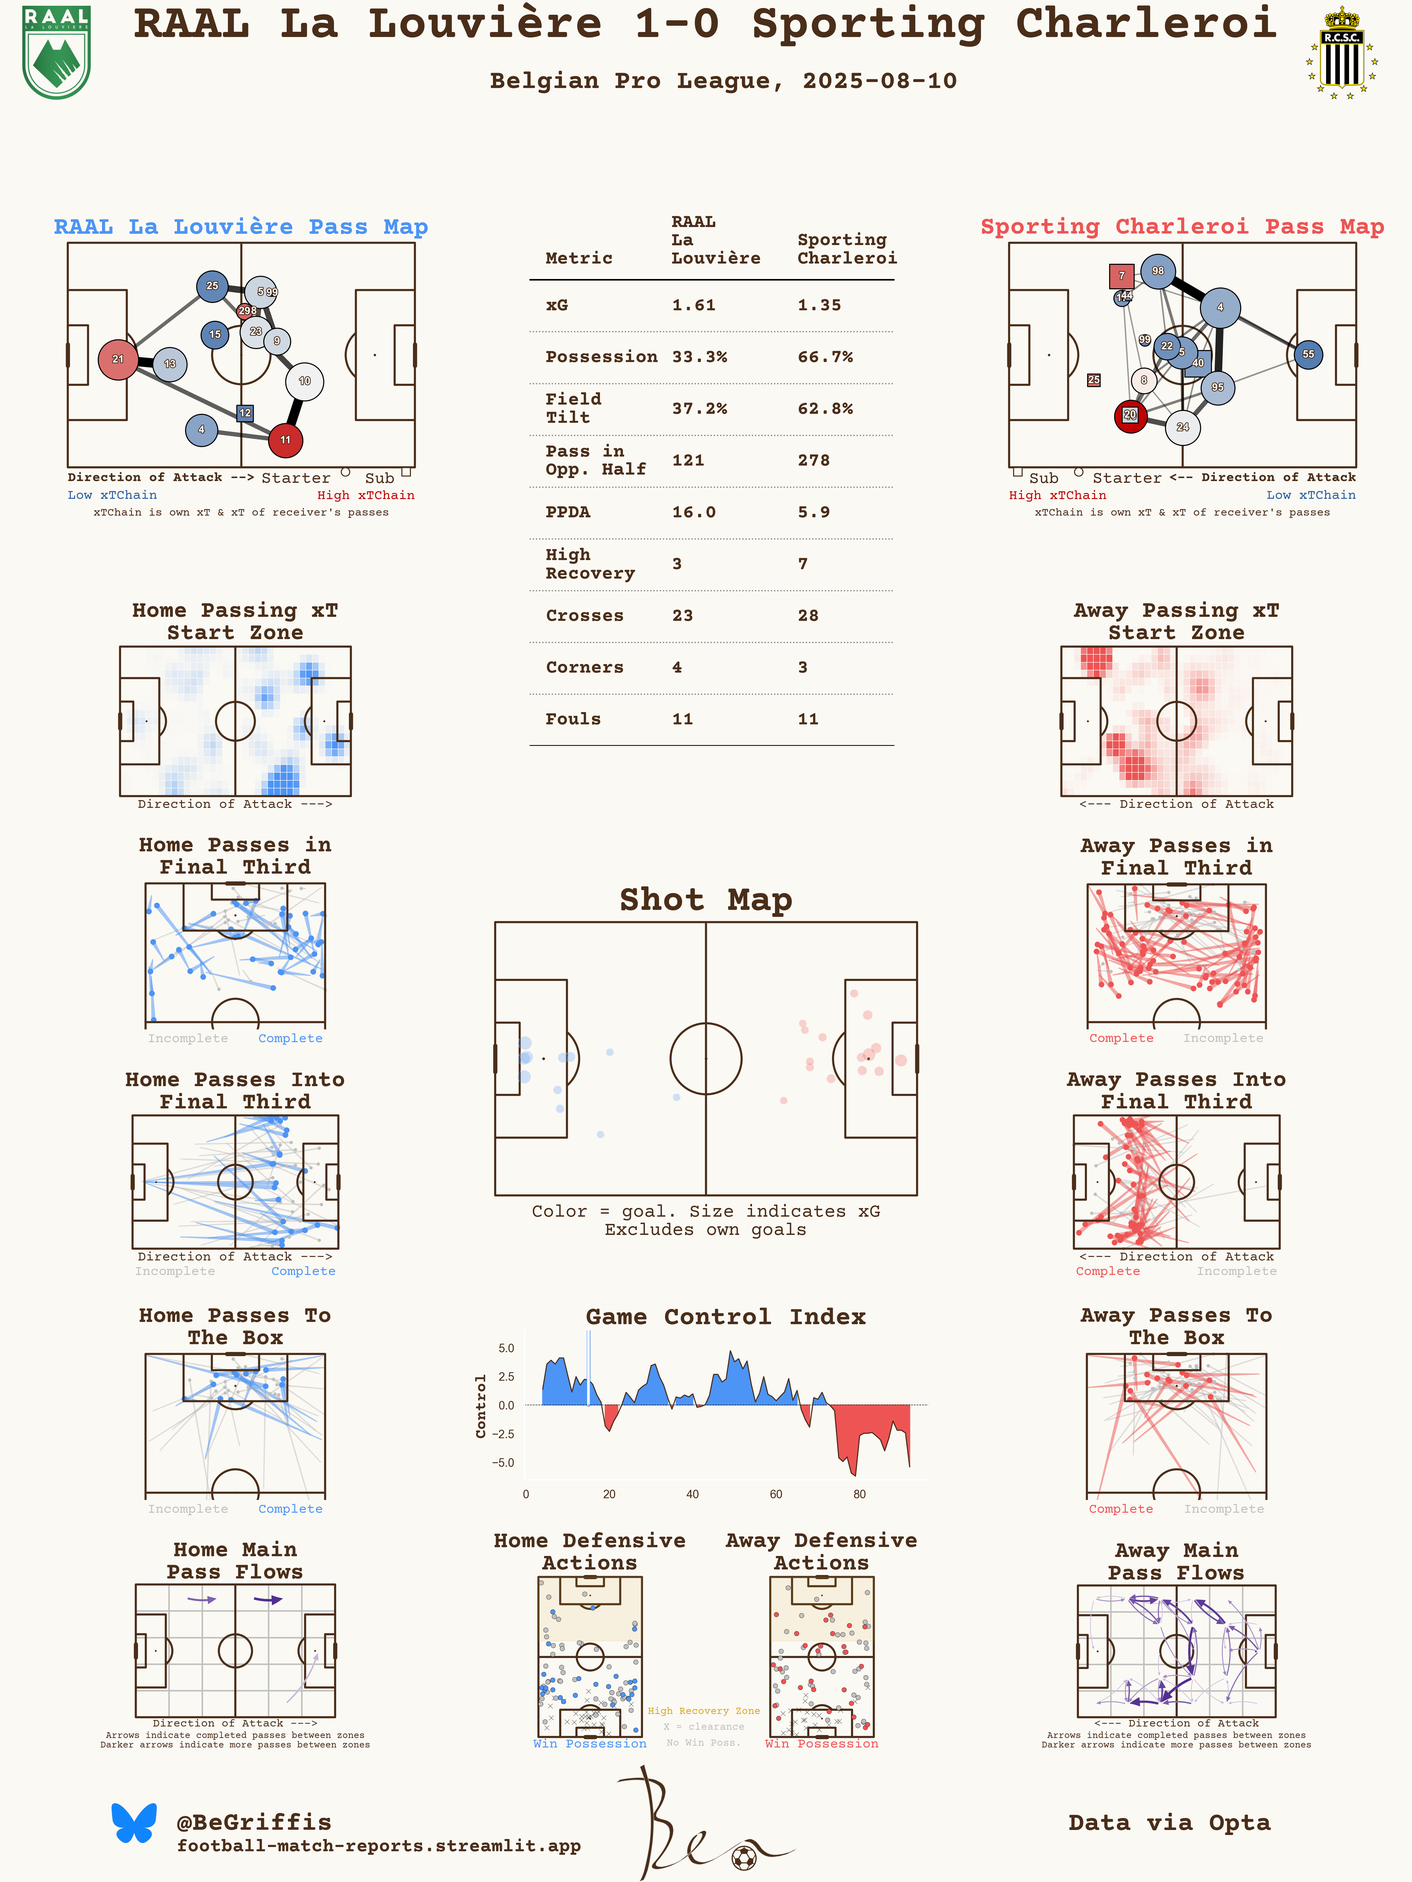 RAAL La Louvière 1-0 Sporting Charleroi
Belgian Pro League, 2025-08-10
RAAL
LA LOUVIÈRE
R.C.S.C.
RAAL La Louvière Pass Map
25
5
99
29
8
15
23
9
21
13
10
12
4
11
Direction of Attack --> Starter Sub
Low xTChain High xTChain
xTChain is own xT & xT of receiver's passes
Metric RAAL La Louvière Sporting Charleroi
xG 1.61 1.35
Possession 33.3% 66.7%
Field Tilt 37.2% 62.8%
Pass in Opp. Half 121 278
PPDA 16.0 5.9
High Recovery 3 7
Crosses 23 28
Corners 4 3
Fouls 11 11
Sporting Charleroi Pass Map
7
98
4
99
22
5
40
55
25
8
95
20
24
Sub Starter <-- Direction of Attack
High xTChain Low xTChain
xTChain is own xT & xT of receiver's passes
Home Passing xT
Start Zone
Direction of Attack --->
Away Passing xT
Start Zone
<--- Direction of Attack
Home Passes in
Final Third
Incomplete Complete
Away Passes in
Final Third
Complete Incomplete
Shot Map
Color = goal. Size indicates xG
Excludes own goals
Home Passes Into
Final Third
Direction of Attack --->
Incomplete Complete
Away Passes Into
Final Third
<--- Direction of Attack
Complete Incomplete
Home Passes To
The Box
Incomplete Complete
Game Control Index
Control
5.0
2.5
0.0
−2.5
−5.0
0 20 40 60 80
Away Passes To
The Box
Complete Incomplete
Home Main
Pass Flows
Direction of Attack --->
Arrows indicate completed passes between zones
Darker arrows indicate more passes between zones
Home Defensive
Actions
Win Possession
High Recovery Zone
X = clearance
No Win Poss.
Away Defensive
Actions
Win Possession
Away Main
Pass Flows
<--- Direction of Attack
Arrows indicate completed passes between zones
Darker arrows indicate more passes between zones
@BeGriffis
football-match-reports.streamlit.app
Ben
Data via Opta